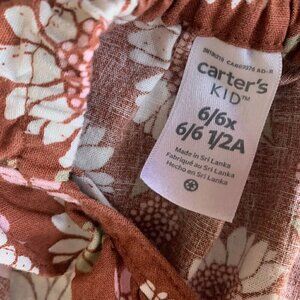 carter's
KID™
6/6x
6/6 1/2A
Made in Sri Lanka
Fabriqué au Sri Lanka
Hecho en Sri Lanka